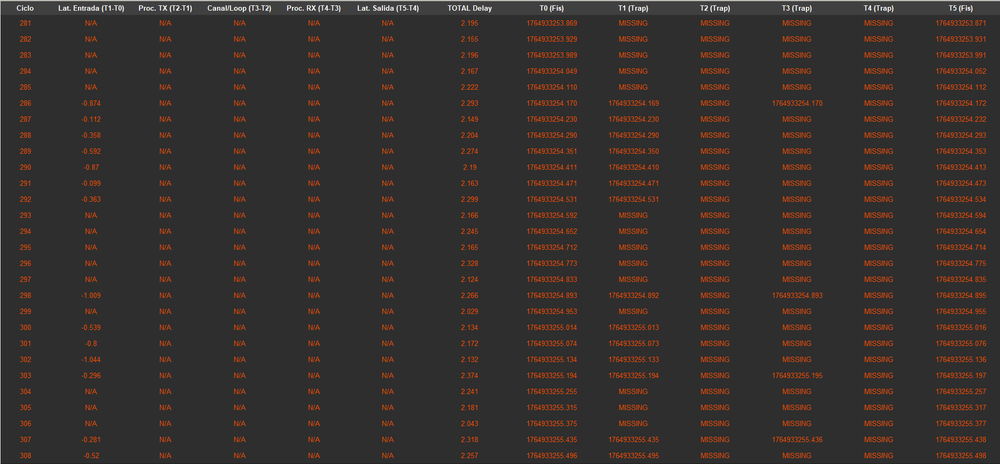 Ciclo Lat. Entrada (T1-T0) Proc. TX (T2-T1) Canal/Loop (T3-T2) Proc. RX (T4-T3) Lat. Salida (T5-T4) TOTAL Delay T0 (Fis) T1 (Trap) T2 (Trap) T3 (Trap) T4 (Trap) T5 (Fis)
281 N/A N/A N/A N/A N/A 2.195 1764933253.869 MISSING MISSING MISSING MISSING 1764933253.871
282 N/A N/A N/A N/A N/A 2.155 1764933253.929 MISSING MISSING MISSING MISSING 1764933253.931
283 N/A N/A N/A N/A N/A 2.196 1764933253.989 MISSING MISSING MISSING MISSING 1764933253.991
284 N/A N/A N/A N/A N/A 2.167 1764933254.049 MISSING MISSING MISSING MISSING 1764933254.052
285 N/A N/A N/A N/A N/A 2.222 1764933254.110 MISSING MISSING MISSING MISSING 1764933254.112
286 -0.874 N/A N/A N/A N/A 2.293 1764933254.170 1764933254.169 MISSING 1764933254.170 MISSING 1764933254.172
287 -0.112 N/A N/A N/A N/A 2.149 1764933254.230 1764933254.230 MISSING MISSING MISSING 1764933254.232
288 -0.358 N/A N/A N/A N/A 2.204 1764933254.290 1764933254.290 MISSING MISSING MISSING 1764933254.293
289 -0.592 N/A N/A N/A N/A 2.274 1764933254.351 1764933254.350 MISSING MISSING MISSING 1764933254.353
290 -0.87 N/A N/A N/A N/A 2.19 1764933254.411 1764933254.410 MISSING MISSING MISSING 1764933254.413
291 -0.099 N/A N/A N/A N/A 2.163 1764933254.471 1764933254.471 MISSING MISSING MISSING 1764933254.473
292 -0.363 N/A N/A N/A N/A 2.299 1764933254.531 1764933254.531 MISSING MISSING MISSING 1764933254.534
293 N/A N/A N/A N/A N/A 2.166 1764933254.592 MISSING MISSING MISSING MISSING 1764933254.594
294 N/A N/A N/A N/A N/A 2.245 1764933254.652 MISSING MISSING MISSING MISSING 1764933254.654
295 N/A N/A N/A N/A N/A 2.165 1764933254.712 MISSING MISSING MISSING MISSING 1764933254.714
296 N/A N/A N/A N/A N/A 2.328 1764933254.773 MISSING MISSING MISSING MISSING 1764933254.775
297 N/A N/A N/A N/A N/A 2.124 1764933254.833 MISSING MISSING MISSING MISSING 1764933254.835
298 -1.009 N/A N/A N/A N/A 2.266 1764933254.893 1764933254.892 MISSING 1764933254.893 MISSING 1764933254.895
299 N/A N/A N/A N/A N/A 2.029 1764933254.953 MISSING MISSING MISSING MISSING 1764933254.955
300 -0.539 N/A N/A N/A N/A 2.134 1764933255.014 1764933255.013 MISSING MISSING MISSING 1764933255.016
301 -0.8 N/A N/A N/A N/A 2.172 1764933255.074 1764933255.073 MISSING MISSING MISSING 1764933255.076
302 -1.044 N/A N/A N/A N/A 2.132 1764933255.134 1764933255.133 MISSING MISSING MISSING 1764933255.136
303 -0.296 N/A N/A N/A N/A 2.374 1764933255.194 1764933255.194 MISSING 1764933255.195 MISSING 1764933255.197
304 N/A N/A N/A N/A N/A 2.241 1764933255.255 MISSING MISSING MISSING MISSING 1764933255.257
305 N/A N/A N/A N/A N/A 2.181 1764933255.315 MISSING MISSING MISSING MISSING 1764933255.317
306 N/A N/A N/A N/A N/A 2.043 1764933255.375 MISSING MISSING MISSING MISSING 1764933255.377
307 -0.281 N/A N/A N/A N/A 2.318 1764933255.435 1764933255.435 MISSING 1764933255.436 MISSING 1764933255.438
308 -0.52 N/A N/A N/A N/A 2.257 1764933255.496 1764933255.495 MISSING MISSING MISSING 1764933255.498